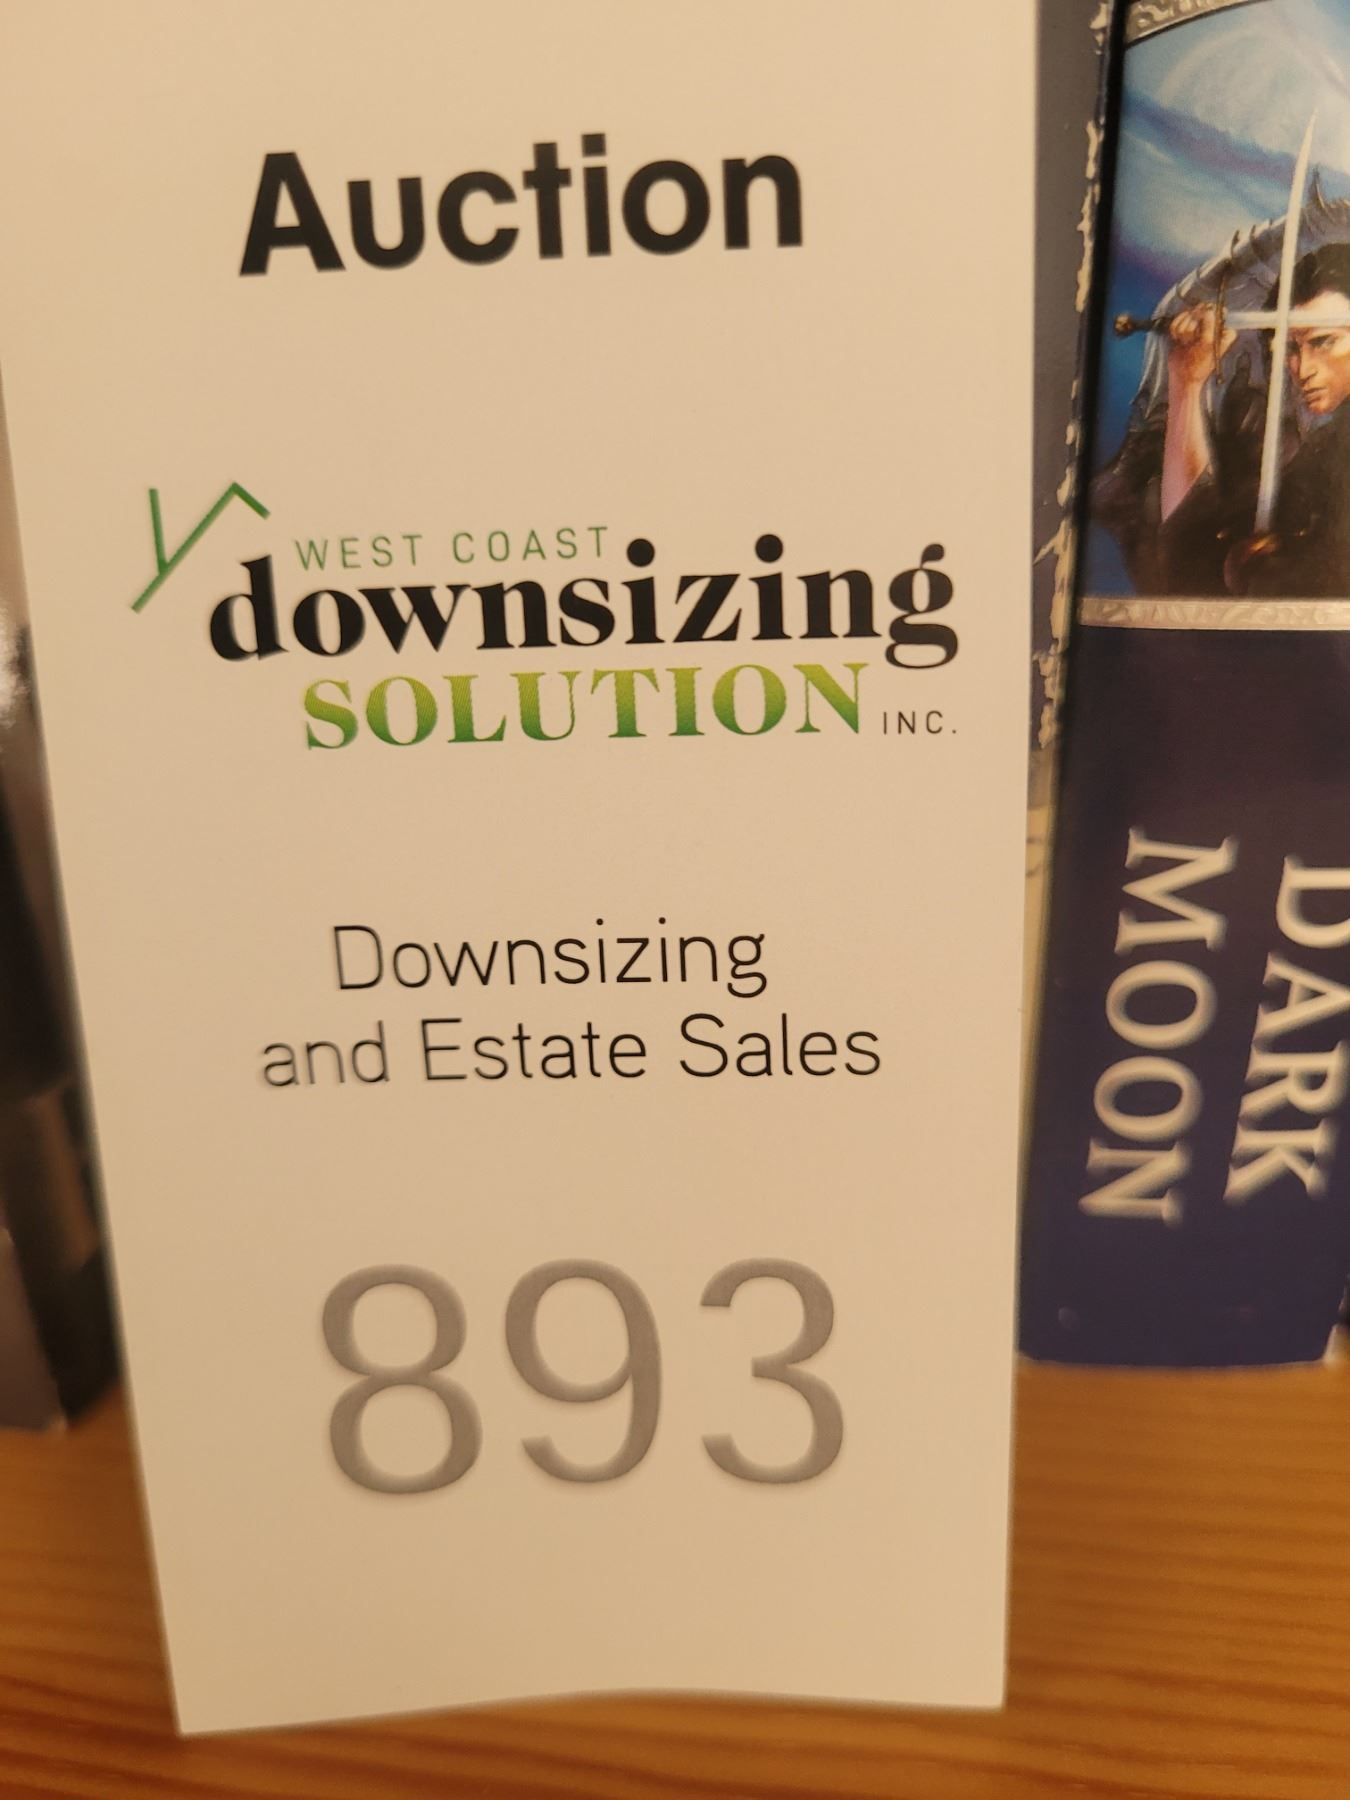 Auction
WEST COAST
downsizing
SOLUTION INC.
Downsizing
and Estate Sales
893
DARK
MOON